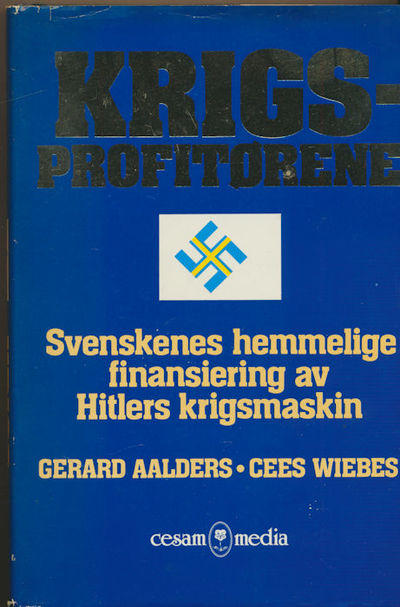 KRIGS-
PROFITØRENE
Svenskenes hemmelige
finansiering av
Hitlers krigsmaskin
GERARD AALDERS • CEES WIEBES
cesam media